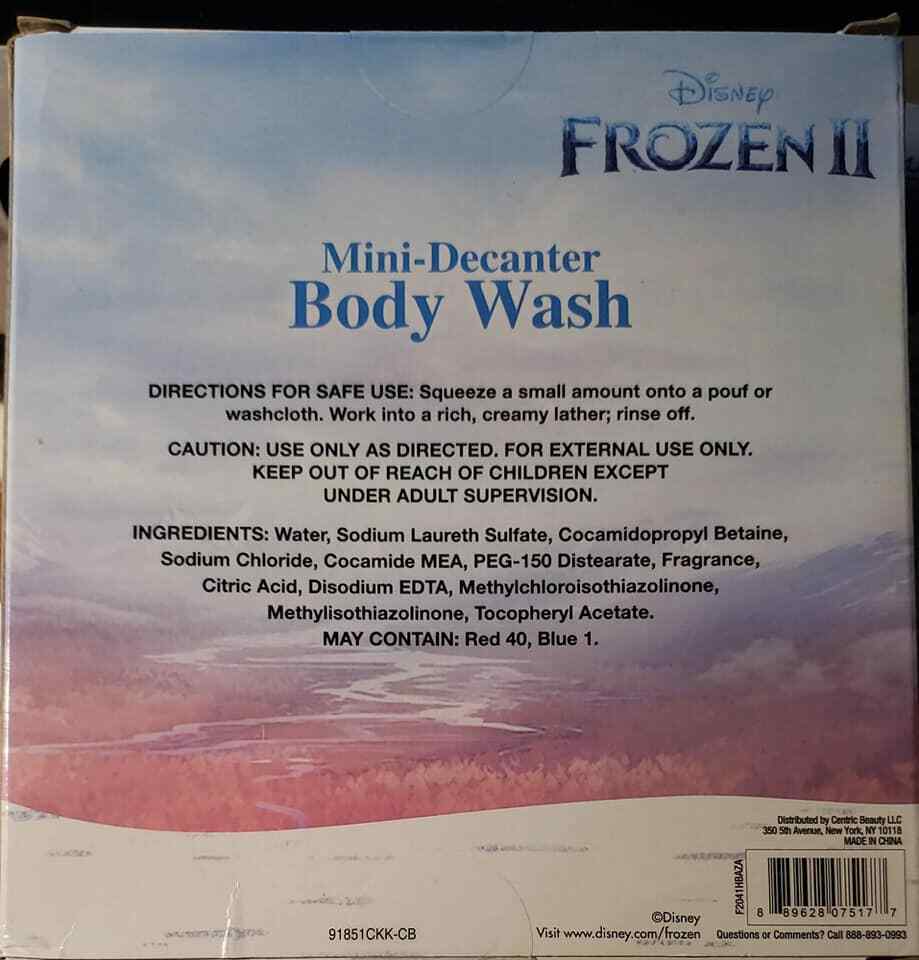 Disney
FROZEN II
Mini-Decanter
Body Wash
DIRECTIONS FOR SAFE USE: Squeeze a small amount onto a pouf or
washcloth. Work into a rich, creamy lather; rinse off.
CAUTION: USE ONLY AS DIRECTED. FOR EXTERNAL USE ONLY.
KEEP OUT OF REACH OF CHILDREN EXCEPT
UNDER ADULT SUPERVISION.
INGREDIENTS: Water, Sodium Laureth Sulfate, Cocamidopropyl Betaine,
Sodium Chloride, Cocamide MEA, PEG-150 Distearate, Fragrance,
Citric Acid, Disodium EDTA, Methylchloroisothiazolinone,
Methylisothiazolinone, Tocopheryl Acetate.
MAY CONTAIN: Red 40, Blue 1.
Distributed by Centric Beauty LLC
350 5th Avenue, New York, NY 10118
MADE IN CHINA
F2041HBAZA
8 89628 07517 7
©Disney
91851CKK-CB
Visit www.disney.com/frozen
Questions or Comments? Call 888-893-0993